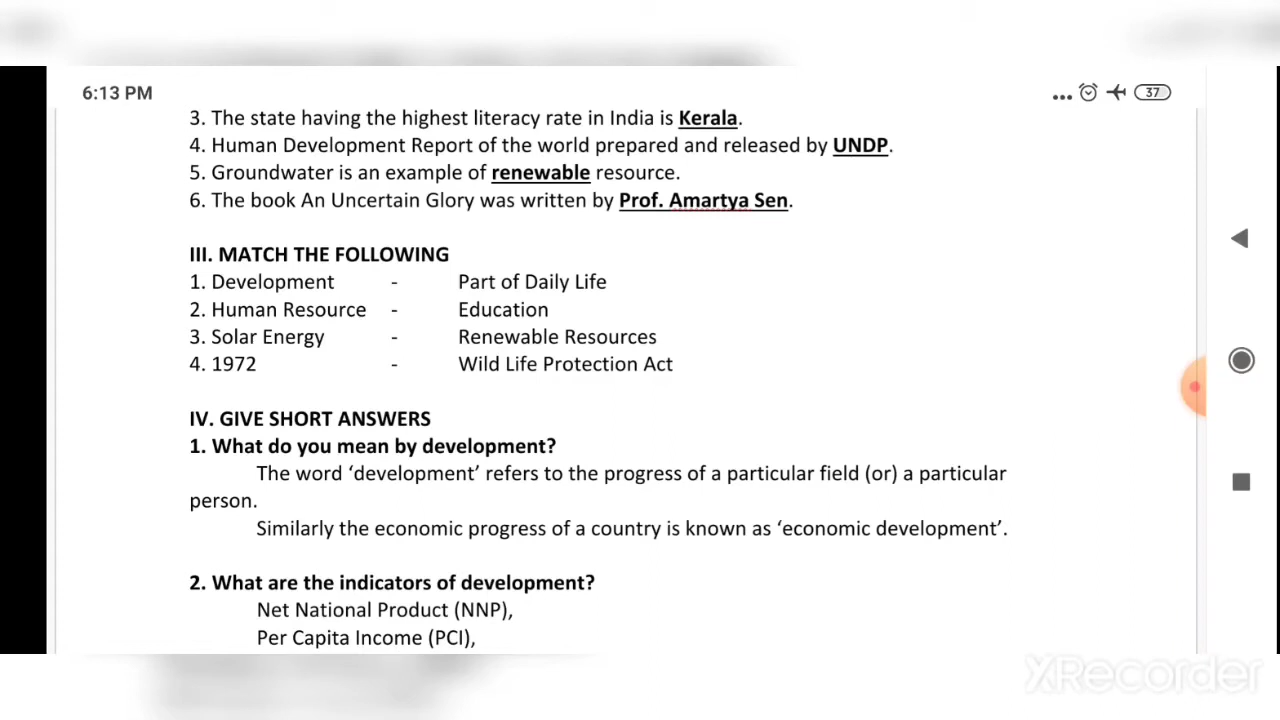 6:13 PM
37
3. The state having the highest literacy rate in India is Kerala.
4. Human Development Report of the world prepared and released by UNDP.
5. Groundwater is an example of renewable resource.
6. The book An Uncertain Glory was written by Prof. Amartya Sen.
III. MATCH THE FOLLOWING
1. Development - Part of Daily Life
2. Human Resource - Education
3. Solar Energy - Renewable Resources
4. 1972 - Wild Life Protection Act
IV. GIVE SHORT ANSWERS
1. What do you mean by development?
The word ‘development’ refers to the progress of a particular field (or) a particular
person.
Similarly the economic progress of a country is known as ‘economic development’.
2. What are the indicators of development?
Net National Product (NNP),
Per Capita Income (PCI),
XRecorder